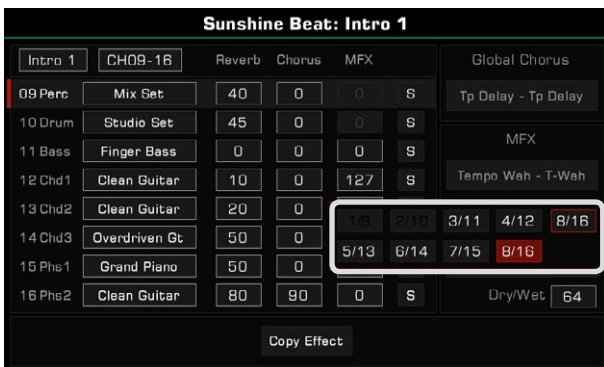 Sunshine Beat: Intro 1
Intro 1 CH09-16 Reverb Chorus MFX Global Chorus
09 Perc Mix Set 40 0 0 S Tp Delay - Tp Delay
10 Drum Studio Set 45 0 0 S
11 Bass Finger Bass 0 0 0 S MFX
12 Chd1 Clean Guitar 10 0 127 S Tempo Wah - T-Wah
13 Chd2 Clean Guitar 20 0
1/9 2/10 3/11 4/12 8/16
14 Chd3 Overdriven Gt 50 0
5/13 6/14 7/15 8/16
15 Phs1 Grand Piano 50 0
16 Phs2 Clean Guitar 80 90 0 S Dry/Wet 64
Copy Effect